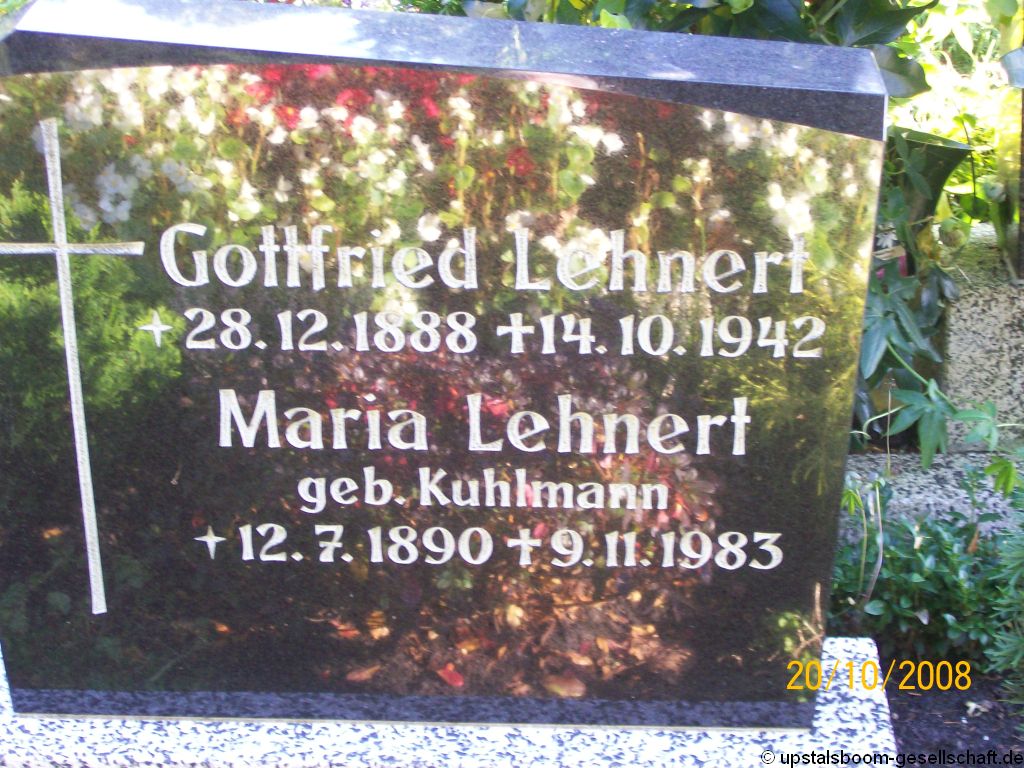 Gottfried Lehnert
28.12.1888 ✝14.10.1942
Maria Lehnert
geb. Kuhlmann
12.7.1890 ✝9.11.1983
20/10/2008
© upstalsboom-gesellschaft.de